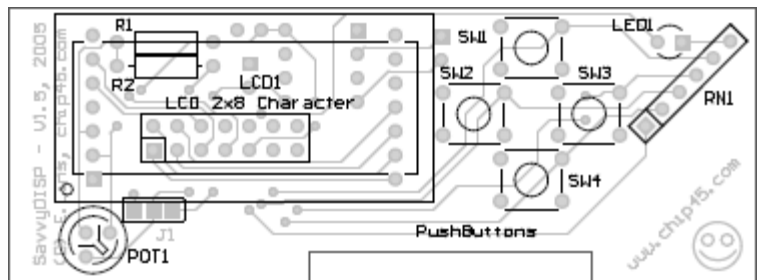 R1
R2
LCD1
LCD 2x8 Character
SW1
SW2
SW3
SW4
LED1
RN1
PushButtons
POT1
J1
SavvyDISP - V1.5, 2005
chip45.com
www.chip45.com